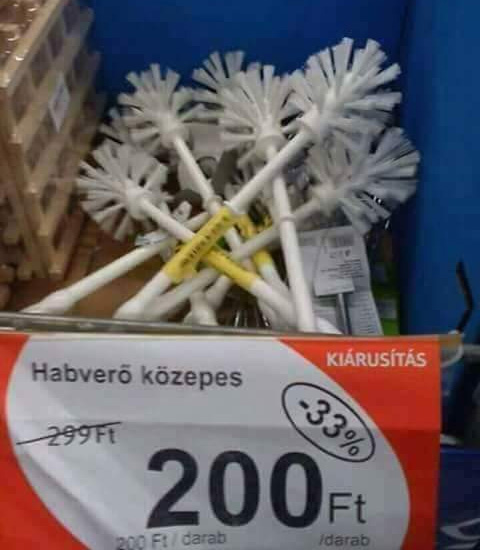 KIÁRUSÍTÁS
Habverő közepes
-33%
299Ft
200Ft
200 Ft / darab
/darab